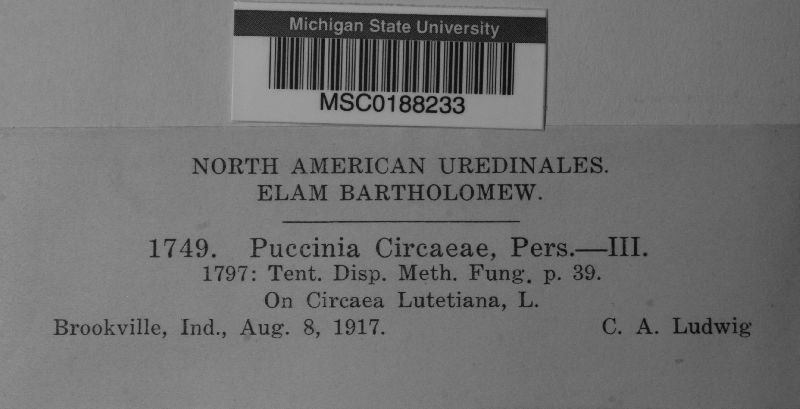 Michigan State University
MSC0188233
NORTH AMERICAN UREDINALES.
ELAM BARTHOLOMEW.
1749. Puccinia Circaeae, Pers.—III.
1797: Tent. Disp. Meth. Fung. p. 39.
On Circaea Lutetiana, L.
Brookville, Ind., Aug. 8, 1917. C. A. Ludwig